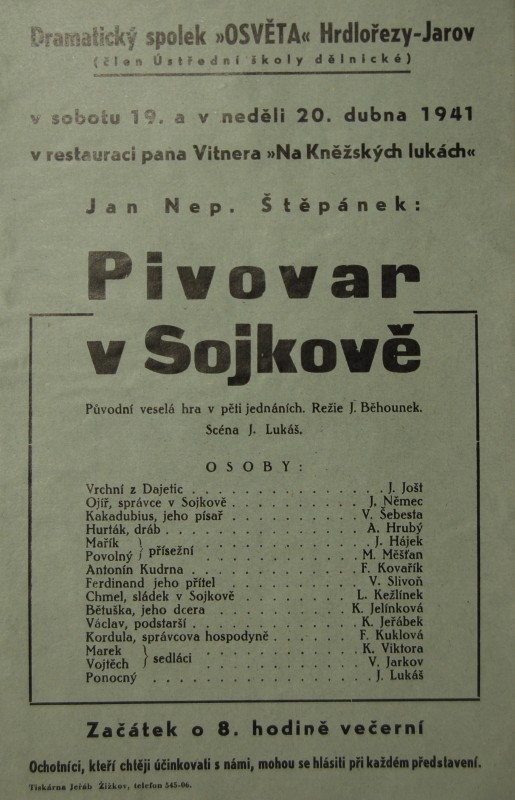 Dramatický spolek »OSVĚTA« Hrdlořezy-Jarov
(člen Ústřední školy dělnické)
v sobotu 19. a v neděli 20. dubna 1941
v restauraci pana Vitnera »Na Kněžských lukách«
Jan Nep. Štěpánek:
Pivovar
v Sojkově
Původní veselá hra v pěti jednáních. Režie J. Běhounek.
Scéna J. Lukáš.
OSOBY:
Vrchní z Dajetic . . . . . . . . . . . . . . . J. Jošt
Ojíř, správce v Sojkově . . . . . . . . . . . J. Němec
Kakadubius, jeho písař . . . . . . . . . . . V. Šebesta
Hurták, dráb . . . . . . . . . . . . . . . . A. Hrubý
Mařík } přísežní . . . . . . . . . . . . . . J. Hájek
Povolný } přísežní . . . . . . . . . . . . . M. Měšťan
Antonín Kudrna . . . . . . . . . . . . . . . F. Kovařík
Ferdinand jeho přítel . . . . . . . . . . . . V. Slivoň
Chmel, sládek v Sojkově . . . . . . . . . . . L. Kežlínek
Bětuška, jeho dcera . . . . . . . . . . . . . K. Jelínková
Václav, podstarší . . . . . . . . . . . . . . K. Jeřábek
Kordula, správcova hospodyně . . . . . . F. Kuklová
Marek } sedláci . . . . . . . . . . . . . . . K. Viktora
Vojtěch } sedláci . . . . . . . . . . . . . . V. Jarkov
Ponocný . . . . . . . . . . . . . . . . . . . J. Lukáš
Začátek o 8. hodině večerní
Ochotníci, kteří chtěji účinkovati s námi, mohou se hlásiti při každém představení.
Tiskárna Jeřáb Žižkov, telefon 545-06.